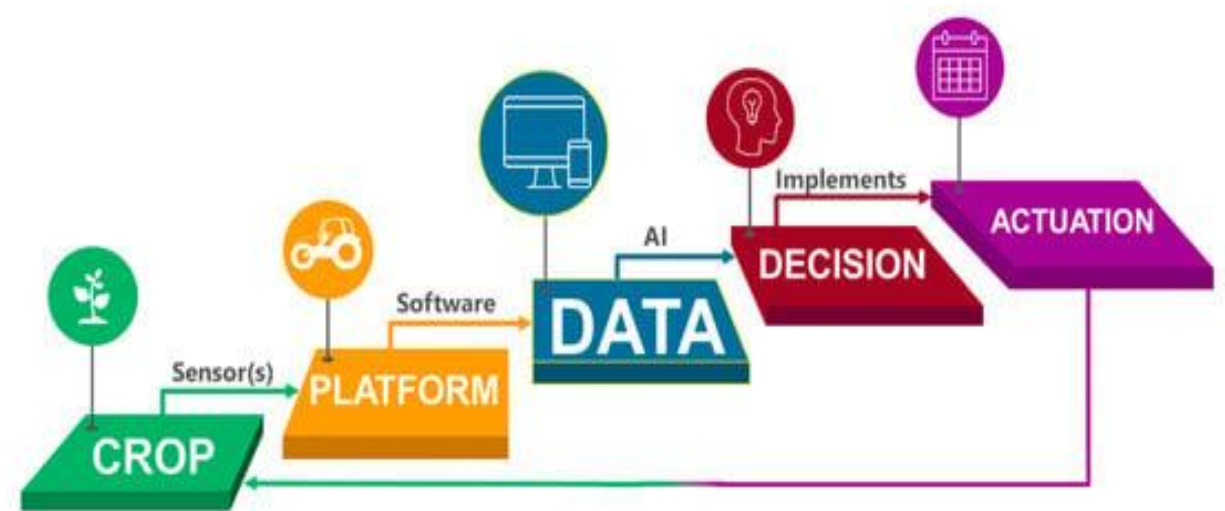 CROP
Sensor(s)
PLATFORM
Software
DATA
AI
DECISION
Implements
ACTUATION